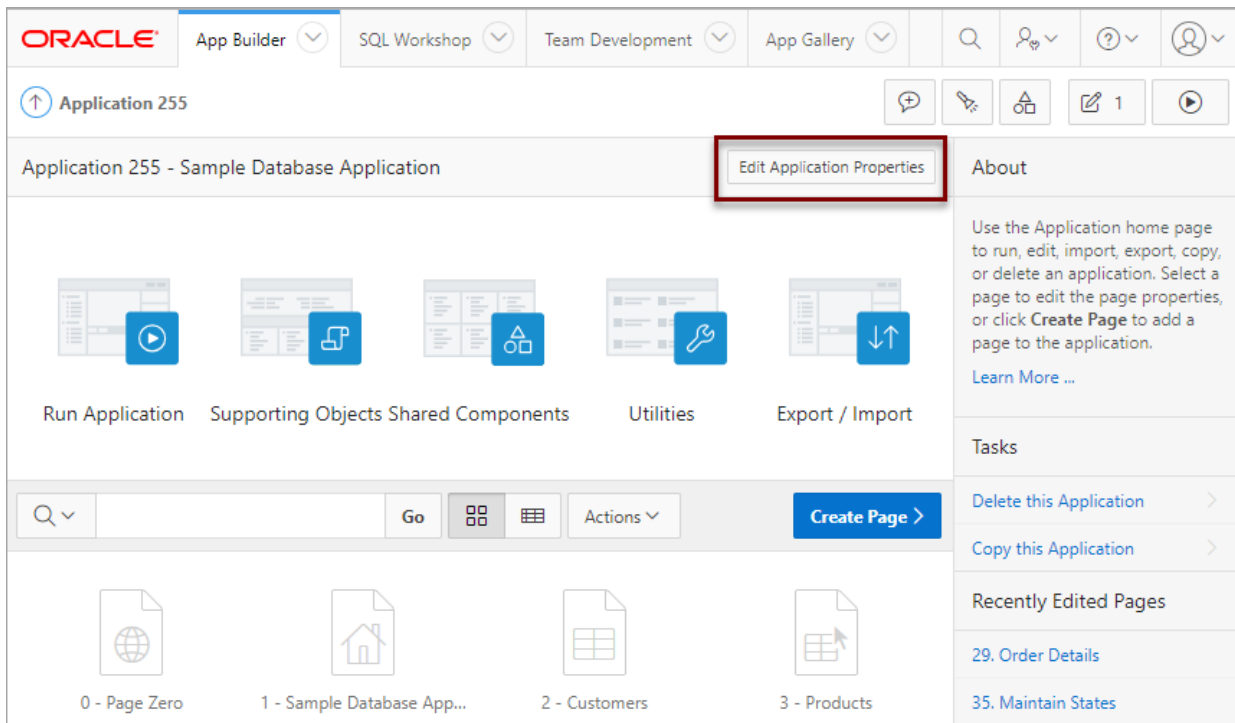 ORACLE
App Builder
SQL Workshop
Team Development
App Gallery
Application 255
1
Application 255 - Sample Database Application
Edit Application Properties
About
Use the Application home page
to run, edit, import, export, copy,
or delete an application. Select a
page to edit the page properties,
or click Create Page to add a
page to the application.
Learn More ...
Run Application
Supporting Objects
Shared Components
Utilities
Export / Import
Tasks
Delete this Application
Copy this Application
Go
Actions
Create Page
Recently Edited Pages
29. Order Details
35. Maintain States
0 - Page Zero
1 - Sample Database App...
2 - Customers
3 - Products